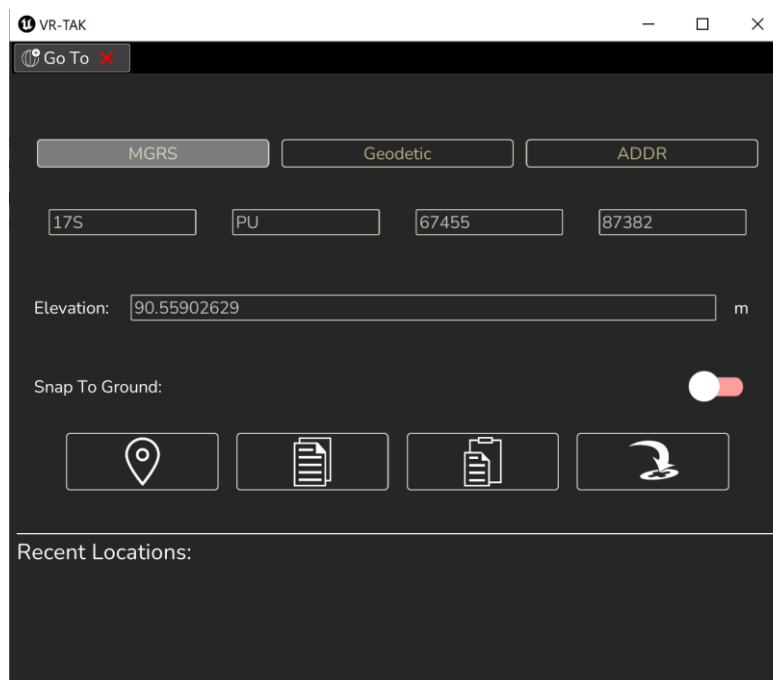 VR-TAK
Go To
MGRS Geodetic ADDR
17S PU 67455 87382
Elevation: 90.55902629 m
Snap To Ground:
Recent Locations: